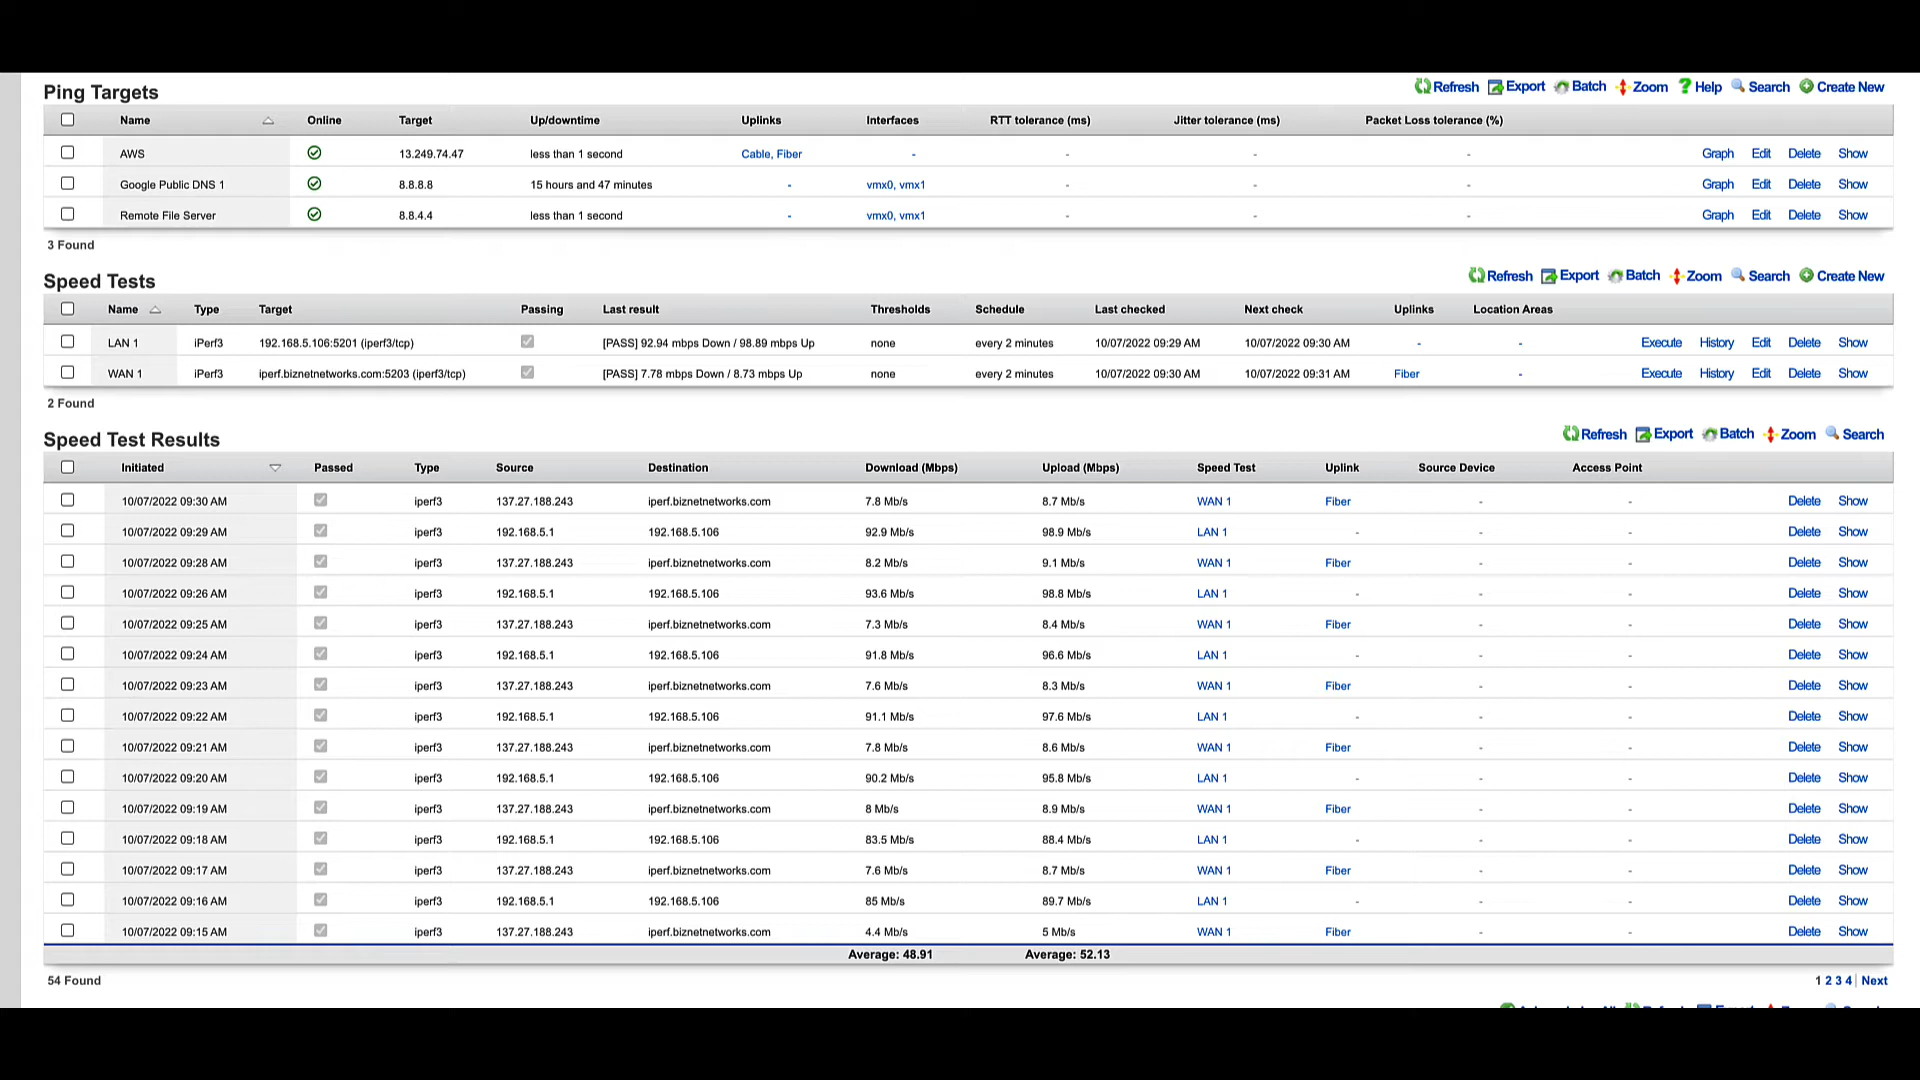 Ping Targets Refresh Export Batch Zoom Help Search Create New
Name Online Target Up/downtime Uplinks Interfaces RTT tolerance (ms) Jitter tolerance (ms) Packet Loss tolerance (%)
AWS 13.249.74.47 less than 1 second Cable, Fiber - - - - Graph Edit Delete Show
Google Public DNS 1 8.8.8.8 15 hours and 47 minutes - vmx0, vmx1 - - - Graph Edit Delete Show
Remote File Server 8.8.4.4 less than 1 second - vmx0, vmx1 - - - Graph Edit Delete Show
3 Found
Speed Tests Refresh Export Batch Zoom Search Create New
Name Type Target Passing Last result Thresholds Schedule Last checked Next check Uplinks Location Areas
LAN 1 iPerf3 192.168.5.106:5201 (iperf3/tcp) [PASS] 92.94 mbps Down / 98.89 mbps Up none every 2 minutes 10/07/2022 09:29 AM 10/07/2022 09:30 AM - - Execute History Edit Delete Show
WAN 1 iPerf3 iperf.biznetnetworks.com:5203 (iperf3/tcp) [PASS] 7.78 mbps Down / 8.73 mbps Up none every 2 minutes 10/07/2022 09:30 AM 10/07/2022 09:31 AM Fiber - Execute History Edit Delete Show
2 Found
Speed Test Results Refresh Export Batch Zoom Search
Initiated Passed Type Source Destination Download (Mbps) Upload (Mbps) Speed Test Uplink Source Device Access Point
10/07/2022 09:30 AM iperf3 137.27.188.243 iperf.biznetnetworks.com 7.8 Mb/s 8.7 Mb/s WAN 1 Fiber - - Delete Show
10/07/2022 09:29 AM iperf3 192.168.5.1 192.168.5.106 92.9 Mb/s 98.9 Mb/s LAN 1 - - - Delete Show
10/07/2022 09:28 AM iperf3 137.27.188.243 iperf.biznetnetworks.com 8.2 Mb/s 9.1 Mb/s WAN 1 Fiber - - Delete Show
10/07/2022 09:26 AM iperf3 192.168.5.1 192.168.5.106 93.6 Mb/s 98.8 Mb/s LAN 1 - - - Delete Show
10/07/2022 09:25 AM iperf3 137.27.188.243 iperf.biznetnetworks.com 7.3 Mb/s 8.4 Mb/s WAN 1 Fiber - - Delete Show
10/07/2022 09:24 AM iperf3 192.168.5.1 192.168.5.106 91.8 Mb/s 96.6 Mb/s LAN 1 - - - Delete Show
10/07/2022 09:23 AM iperf3 137.27.188.243 iperf.biznetnetworks.com 7.6 Mb/s 8.3 Mb/s WAN 1 Fiber - - Delete Show
10/07/2022 09:22 AM iperf3 192.168.5.1 192.168.5.106 91.1 Mb/s 97.6 Mb/s LAN 1 - - - Delete Show
10/07/2022 09:21 AM iperf3 137.27.188.243 iperf.biznetnetworks.com 7.8 Mb/s 8.6 Mb/s WAN 1 Fiber - - Delete Show
10/07/2022 09:20 AM iperf3 192.168.5.1 192.168.5.106 90.2 Mb/s 95.8 Mb/s LAN 1 - - - Delete Show
10/07/2022 09:19 AM iperf3 137.27.188.243 iperf.biznetnetworks.com 8 Mb/s 8.9 Mb/s WAN 1 Fiber - - Delete Show
10/07/2022 09:18 AM iperf3 192.168.5.1 192.168.5.106 83.5 Mb/s 88.4 Mb/s LAN 1 - - - Delete Show
10/07/2022 09:17 AM iperf3 137.27.188.243 iperf.biznetnetworks.com 7.6 Mb/s 8.7 Mb/s WAN 1 Fiber - - Delete Show
10/07/2022 09:16 AM iperf3 192.168.5.1 192.168.5.106 85 Mb/s 89.7 Mb/s LAN 1 - - - Delete Show
10/07/2022 09:15 AM iperf3 137.27.188.243 iperf.biznetnetworks.com 4.4 Mb/s 5 Mb/s WAN 1 Fiber - - Delete Show
Average: 48.91 Average: 52.13
54 Found 1 2 3 4 | Next